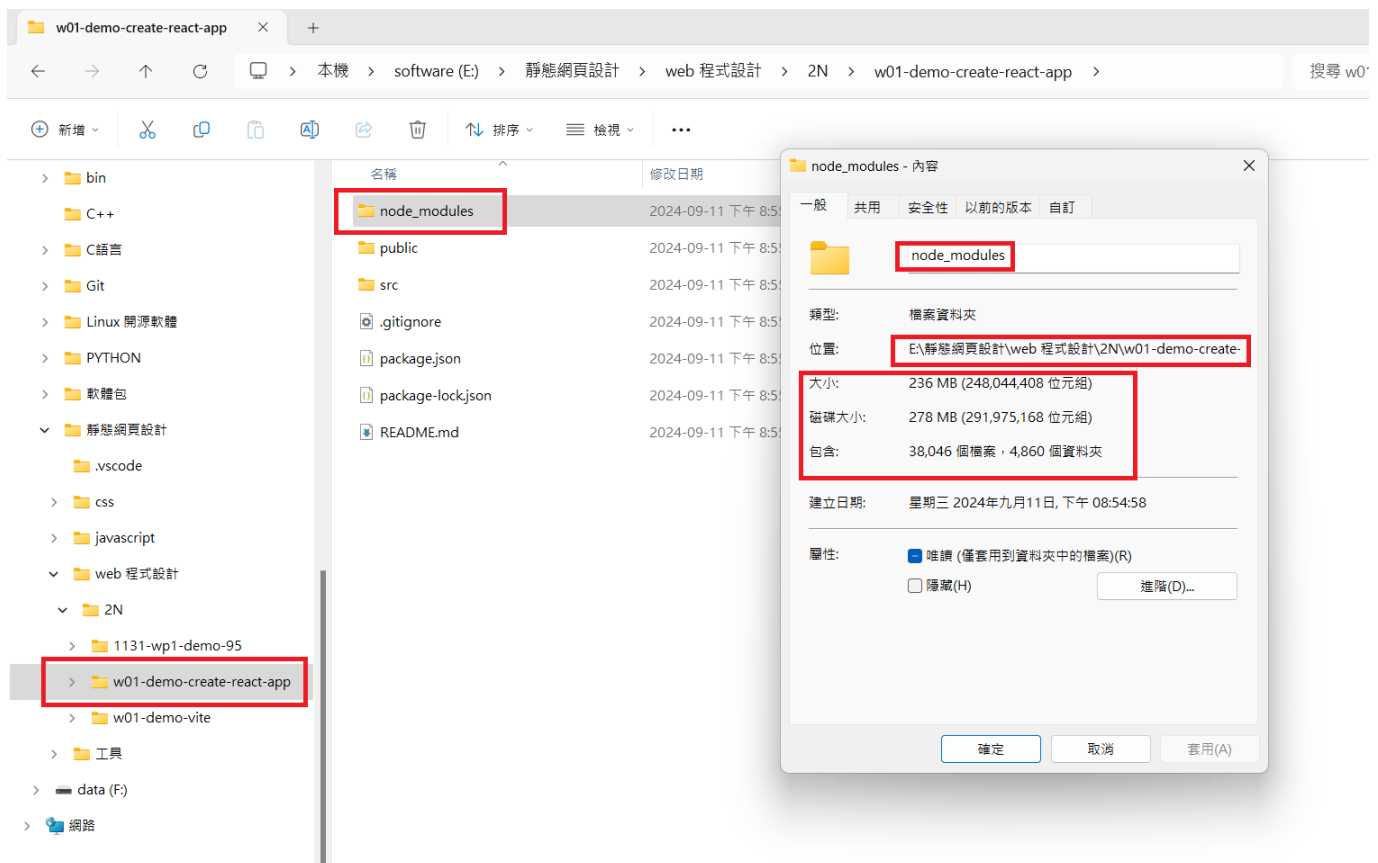 w01-demo-create-react-app
本機 software (E:) 靜態網頁設計 web 程式設計 2N w01-demo-create-react-app 搜尋 w01
新增 排序 檢視
bin
C++
C語言
Git
Linux 開源軟體
PYTHON
軟體包
靜態網頁設計
.vscode
css
javascript
web 程式設計
2N
1131-wp1-demo-95
w01-demo-create-react-app
w01-demo-vite
工具
data (F:)
網路
名稱 修改日期
node_modules 2024-09-11 下午 8:55
public 2024-09-11 下午 8:55
src 2024-09-11 下午 8:55
.gitignore 2024-09-11 下午 8:55
package.json 2024-09-11 下午 8:55
package-lock.json 2024-09-11 下午 8:55
README.md 2024-09-11 下午 8:55
node_modules - 內容
一般 共用 安全性 以前的版本 自訂
node_modules
類型: 檔案資料夾
位置: E:\靜態網頁設計\web 程式設計\2N\w01-demo-create-
大小: 236 MB (248,044,408 位元組)
磁碟大小: 278 MB (291,975,168 位元組)
包含: 38,046 個檔案，4,860 個資料夾
建立日期: 星期三 2024年九月11日, 下午 08:54:58
屬性: 唯讀 (僅套用到資料夾中的檔案)(R)
隱藏(H) 進階(D)...
確定 取消 套用(A)